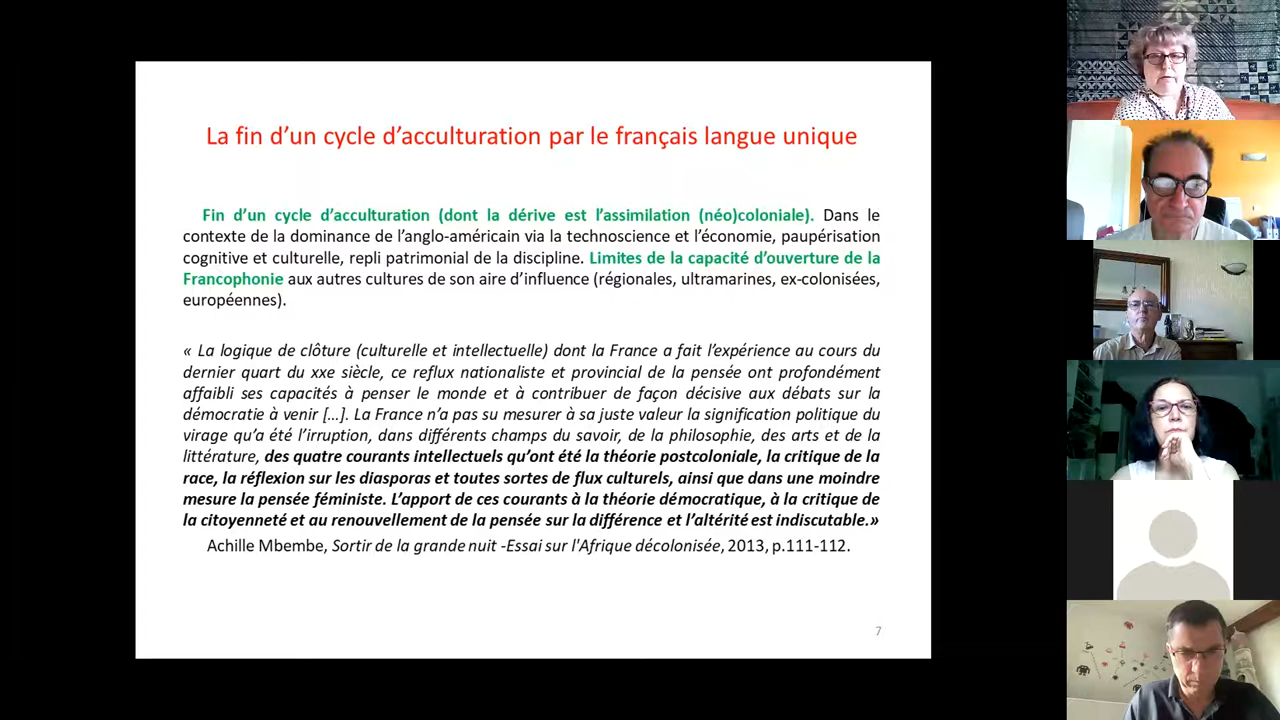 La fin d’un cycle d’acculturation par le français langue unique
Fin d’un cycle d’acculturation (dont la dérive est l’assimilation (néo)coloniale). Dans le
contexte de la dominance de l’anglo-américain via la technoscience et l’économie, paupérisation
cognitive et culturelle, repli patrimonial de la discipline. Limites de la capacité d’ouverture de la
Francophonie aux autres cultures de son aire d’influence (régionales, ultramarines, ex-colonisées,
européennes).
« La logique de clôture (culturelle et intellectuelle) dont la France a fait l’expérience au cours du
dernier quart du xxe siècle, ce reflux nationaliste et provincial de la pensée ont profondément
affaibli ses capacités à penser le monde et à contribuer de façon décisive aux débats sur la
démocratie à venir […]. La France n’a pas su mesurer à sa juste valeur la signification politique du
virage qu’a été l’irruption, dans différents champs du savoir, de la philosophie, des arts et de la
littérature, des quatre courants intellectuels qu’ont été la théorie postcoloniale, la critique de la
race, la réflexion sur les diasporas et toutes sortes de flux culturels, ainsi que dans une moindre
mesure la pensée féministe. L’apport de ces courants à la théorie démocratique, à la critique de
la citoyenneté et au renouvellement de la pensée sur la différence et l’altérité est indiscutable.»
Achille Mbembe, Sortir de la grande nuit -Essai sur l'Afrique décolonisée, 2013, p.111-112.
7